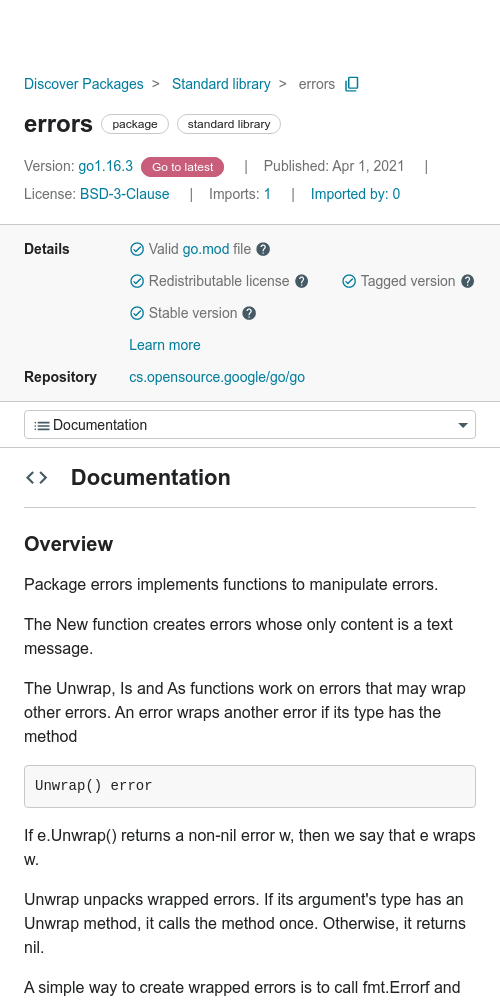 Discover Packages > Standard library > errors
errors package standard library
Version: go1.16.3 Go to latest | Published: Apr 1, 2021 |
License: BSD-3-Clause | Imports: 1 | Imported by: 0
Details Valid go.mod file ?
Redistributable license ? Tagged version ?
Stable version ?
Learn more
Repository cs.opensource.google/go/go
Documentation
<> Documentation
Overview
Package errors implements functions to manipulate errors.
The New function creates errors whose only content is a text
message.
The Unwrap, Is and As functions work on errors that may wrap
other errors. An error wraps another error if its type has the
method
Unwrap() error
If e.Unwrap() returns a non-nil error w, then we say that e wraps
w.
Unwrap unpacks wrapped errors. If its argument's type has an
Unwrap method, it calls the method once. Otherwise, it returns
nil.
A simple way to create wrapped errors is to call fmt.Errorf and